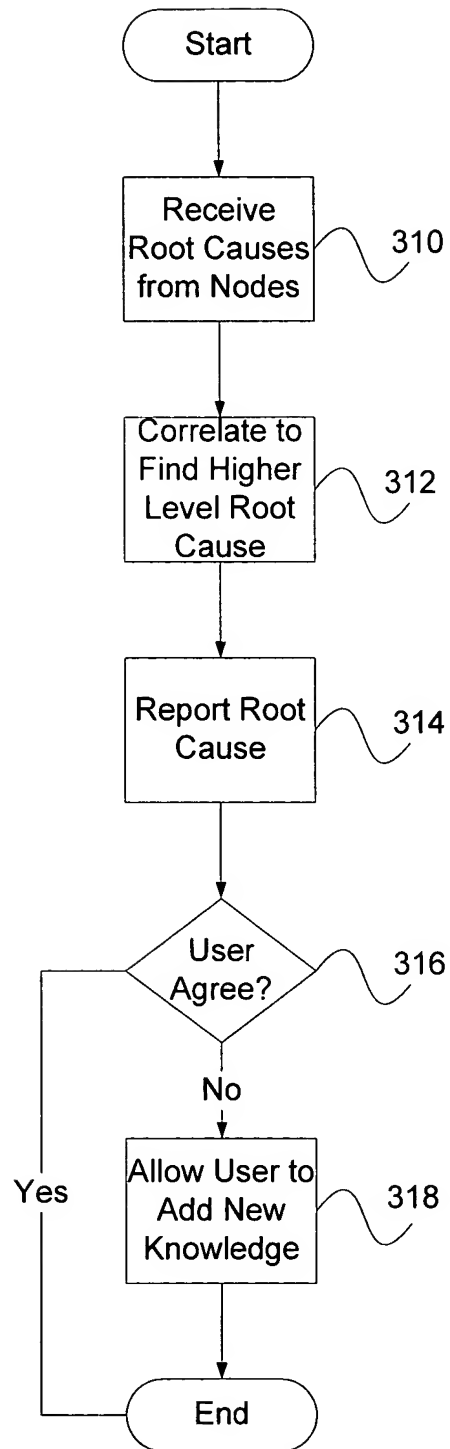 Start
Receive
Root Causes
from Nodes
310
Correlate to
Find Higher
Level Root
Cause
312
Report Root
Cause
314
User
Agree?
316
No
Allow User to
Add New
Knowledge
318
Yes
End